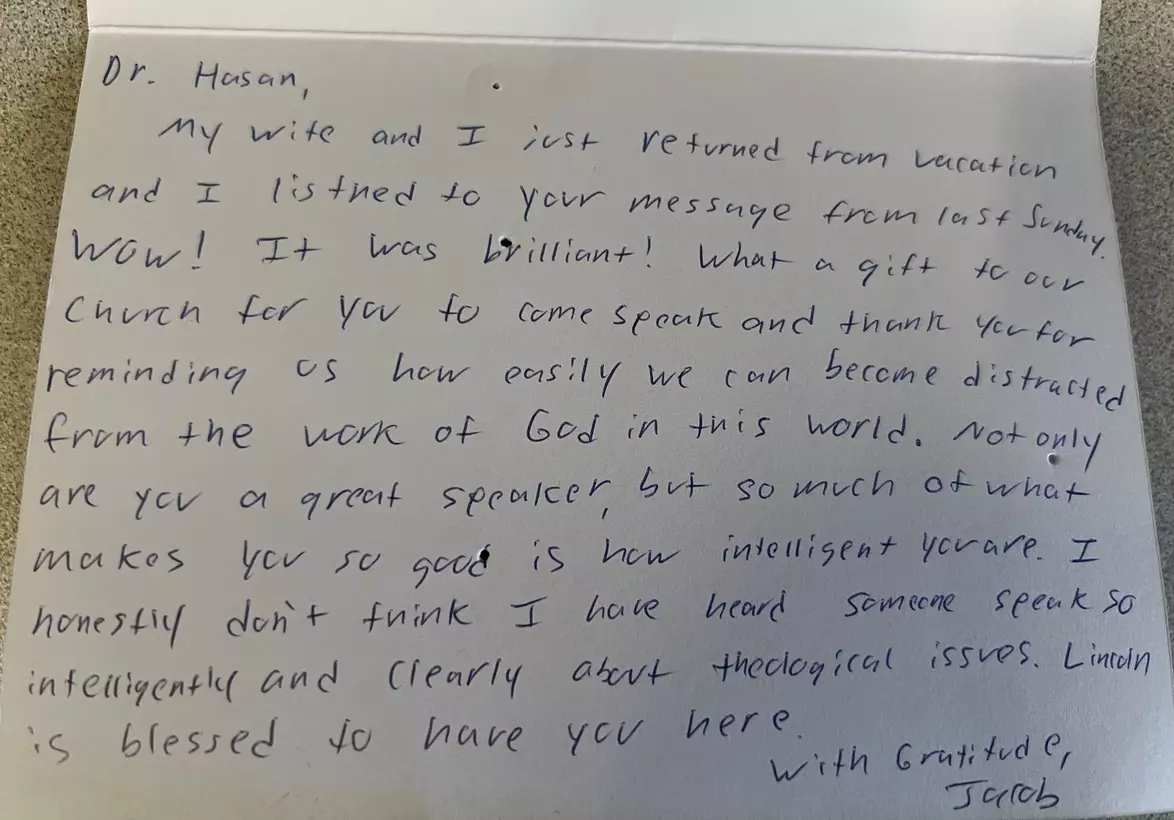 Dr. Hasan,
My wife and I just returned from vacation
and I listned to your message from last Sunday.
Wow! It was brilliant! What a gift to our
Church for you to come speak and thank you for
reminding us how easily we can become distracted
from the work of God in this world. Not only
are you a great speaker, but so much of what
makes you so good is how intelligent you are. I
honestly don't think I have heard someone speak so
intelligently and clearly about theological issues. Lincoln
is blessed to have you here.
With Gratitude,
Jacob